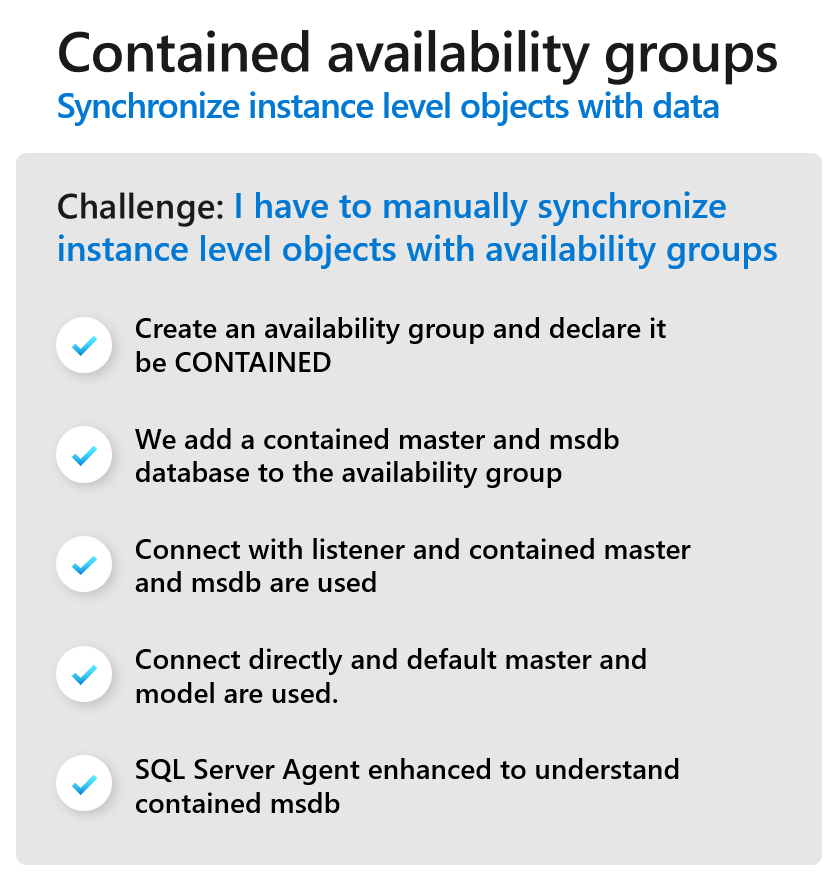 Contained availability groups
Synchronize instance level objects with data
Challenge: I have to manually synchronize
instance level objects with availability groups
Create an availability group and declare it
be CONTAINED
We add a contained master and msdb
database to the availability group
Connect with listener and contained master
and msdb are used
Connect directly and default master and
model are used.
SQL Server Agent enhanced to understand
contained msdb